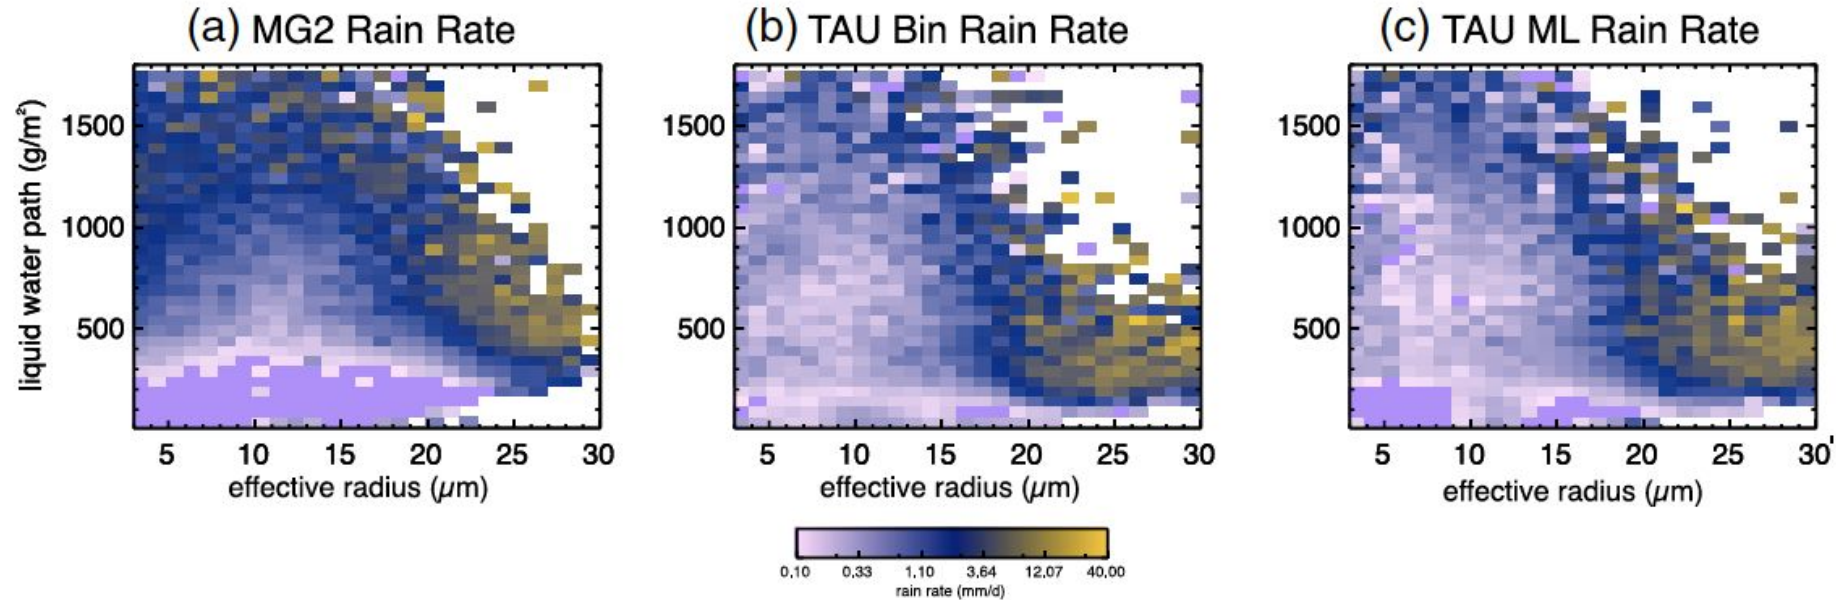 (a) MG2 Rain Rate
(b) TAU Bin Rain Rate
(c) TAU ML Rain Rate
liquid water path (g/m²)
1500
1000
500
5 10 15 20 25 30
effective radius (μm)
1500
1000
500
5 10 15 20 25 30
effective radius (μm)
1500
1000
500
5 10 15 20 25 30'
effective radius (μm)
0.10 0.33 1.10 3.64 12.07 40.00
rain rate (mm/d)